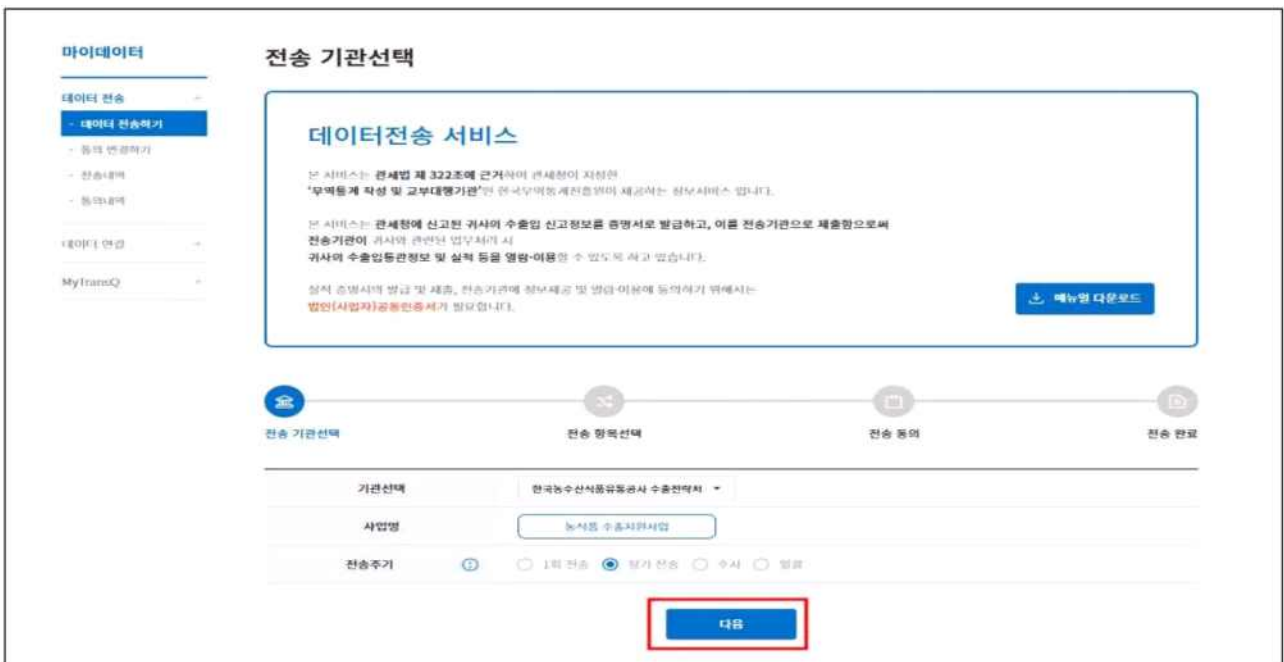 마이데이터
데이터 전송
- 데이터 전송하기
- 동의 변경하기
- 전송내역
- 동의내역
데이터 연결
MyTransQ
전송 기관선택
데이터전송 서비스
본 서비스는 관세법 제 322조에 근거하여 관세청이 지정한
'무역통계 작성 및 교부대행기관'인 한국무역통계진흥원이 제공하는 정보서비스 입니다.
본 서비스는 관세청에 신고된 귀사의 수출입 신고정보를 증명서로 발급하고, 이를 전송기관으로 제출함으로써
전송기관이 귀사와 관련된 업무처리 시
귀사의 수출입통관정보 및 실적 등을 열람·이용할 수 있도록 하고 있습니다.
실적 증명서의 발급 및 제출, 전송기관에 정보제공 및 열람·이용에 동의하기 위해서는
법인(사업자)공동인증서가 필요합니다.
매뉴얼 다운로드
전송 기관선택
전송 항목선택
전송 동의
전송 완료
기관선택
한국농수산식품유통공사 수출전략처
사업명
농식품 수출지원사업
전송주기
1회 전송
정기 전송
수시
일괄
다음